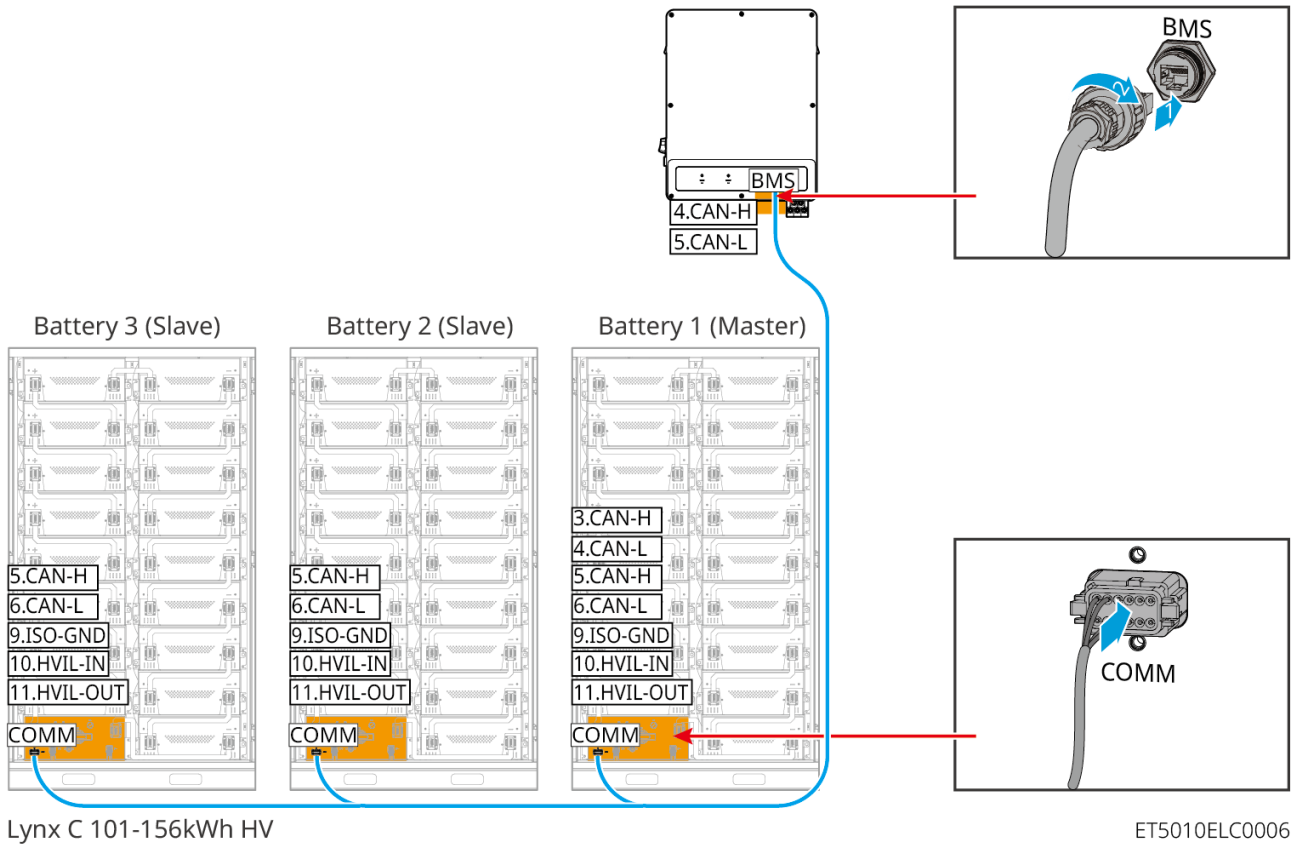 BMS
2
1
BMS
4.CAN-H
5.CAN-L
Battery 3 (Slave)
Battery 2 (Slave)
Battery 1 (Master)
3.CAN-H
4.CAN-L
5.CAN-H
5.CAN-H
5.CAN-H
6.CAN-L
6.CAN-L
6.CAN-L
9.ISO-GND
9.ISO-GND
9.ISO-GND
10.HVIL-IN
10.HVIL-IN
10.HVIL-IN
11.HVIL-OUT
11.HVIL-OUT
11.HVIL-OUT
COMM
COMM
COMM
COMM
Lynx C 101-156kWh HV
ET5010ELC0006